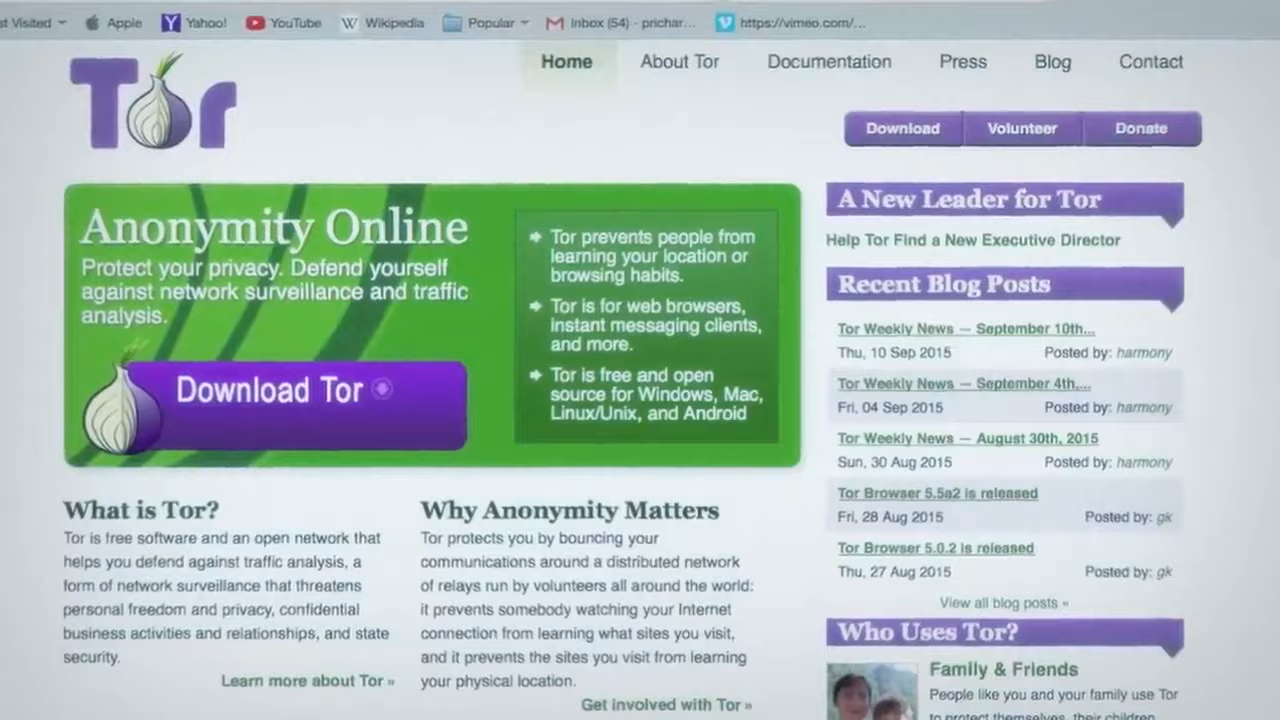 st Visited
Apple
Yahoo!
YouTube
Wikipedia
Popular
Inbox (54) - prichar...
https://vimeo.com/...
Tor
Home
About Tor
Documentation
Press
Blog
Contact
Download
Volunteer
Donate
Anonymity Online
Protect your privacy. Defend yourself
against network surveillance and traffic
analysis.
Download Tor
Tor prevents people from
learning your location or
browsing habits.
Tor is for web browsers,
instant messaging clients,
and more.
Tor is free and open
source for Windows, Mac,
Linux/Unix, and Android
What is Tor?
Tor is free software and an open network that
helps you defend against traffic analysis, a
form of network surveillance that threatens
personal freedom and privacy, confidential
business activities and relationships, and state
security.
Learn more about Tor »
Why Anonymity Matters
Tor protects you by bouncing your
communications around a distributed network
of relays run by volunteers all around the world:
it prevents somebody watching your Internet
connection from learning what sites you visit,
and it prevents the sites you visit from learning
your physical location.
Get involved with Tor »
A New Leader for Tor
Help Tor Find a New Executive Director
Recent Blog Posts
Tor Weekly News — September 10th...
Thu, 10 Sep 2015 Posted by: harmony
Tor Weekly News — September 4th,...
Fri, 04 Sep 2015 Posted by: harmony
Tor Weekly News — August 30th, 2015
Sun, 30 Aug 2015 Posted by: harmony
Tor Browser 5.5a2 is released
Fri, 28 Aug 2015 Posted by: gk
Tor Browser 5.0.2 is released
Thu, 27 Aug 2015 Posted by: gk
View all blog posts »
Who Uses Tor?
Family & Friends
People like you and your family use Tor
to protect themselves, their children,